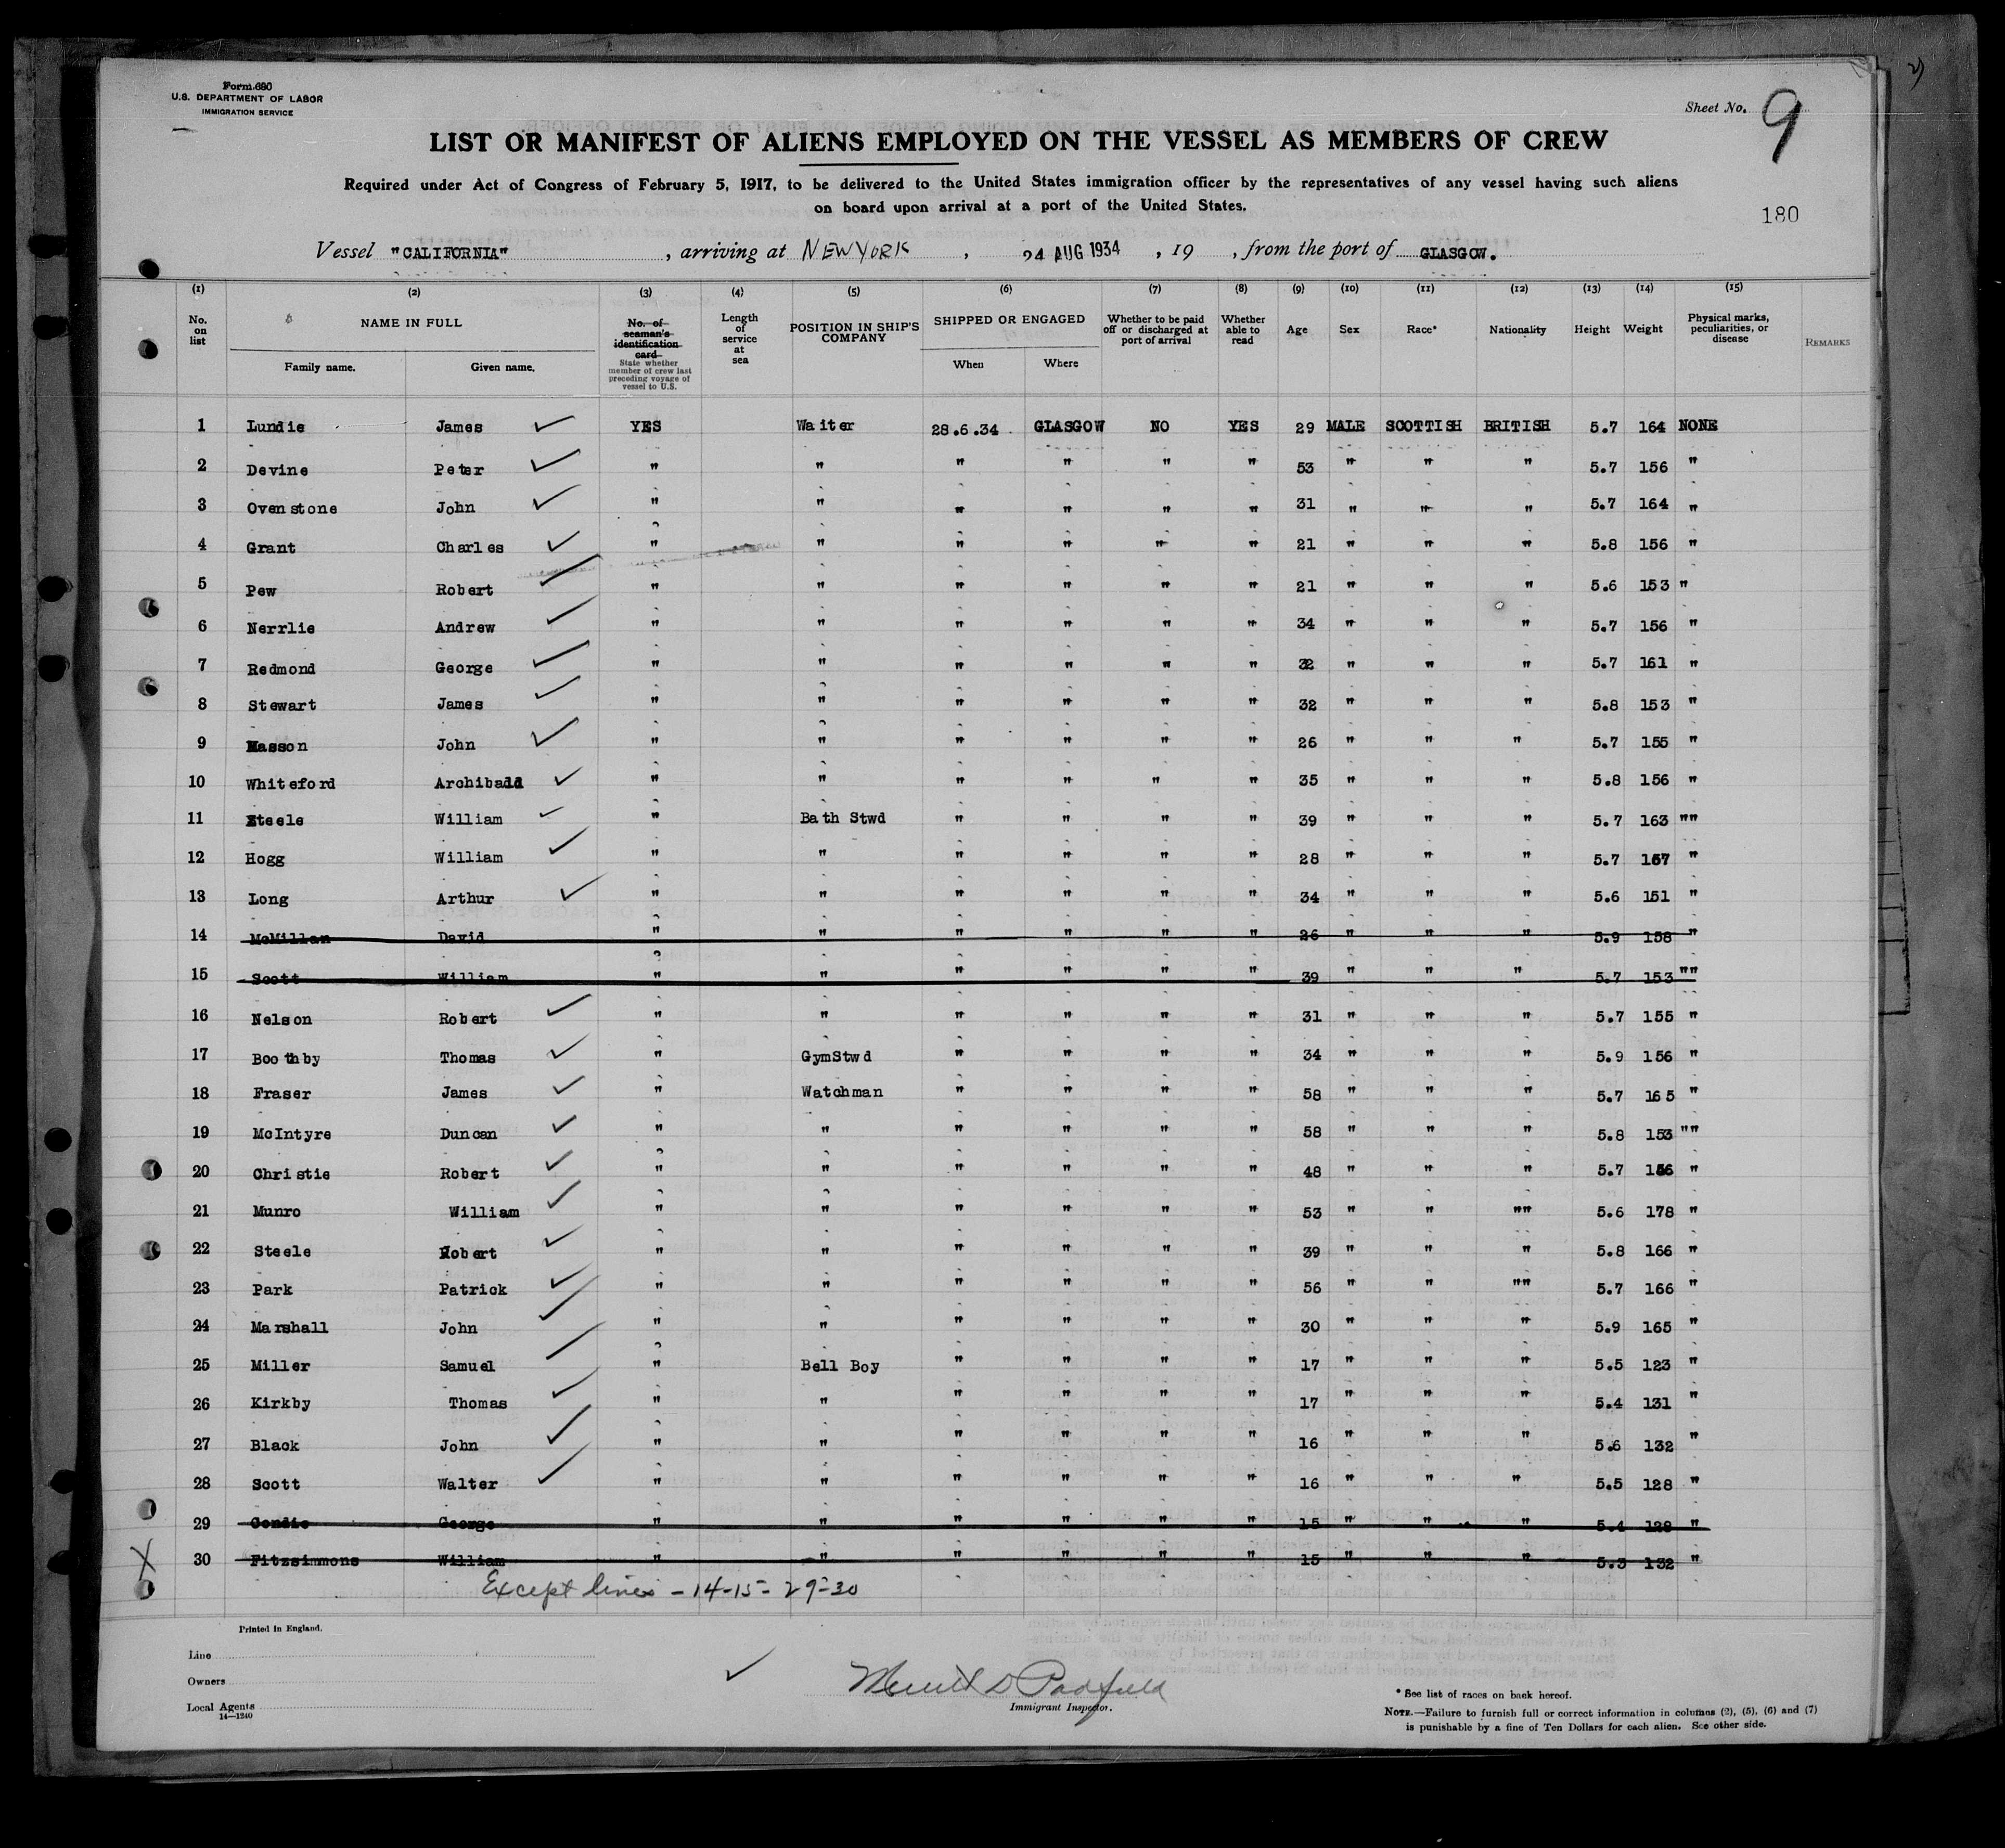 Form 680
U.S. DEPARTMENT OF LABOR
IMMIGRATION SERVICE
Sheet No. 9
LIST OR MANIFEST OF ALIENS EMPLOYED ON THE VESSEL AS MEMBERS OF CREW
Required under Act of Congress of February 5, 1917, to be delivered to the United States immigration officer by the representatives of any vessel having such aliens
on board upon arrival at a port of the United States.
180
Vessel "CALIFORNIA", arriving at NEW YORK, 24 AUG 1934, 19 , from the port of GLASGOW.
(1) (2) (3) (4) (5) (6) (7) (8) (9) (10) (11) (12) (13) (14) (15)
No. on list
NAME IN FULL
Family name. Given name.
No. of seaman's identification card
State whether member of crew last preceding voyage of vessel to U.S.
Length of service at sea
POSITION IN SHIP'S COMPANY
SHIPPED OR ENGAGED
When Where
Whether to be paid off or discharged at port of arrival
Whether able to read
Age
Sex
Race*
Nationality
Height
Weight
Physical marks, peculiarities, or disease
REMARKS
1 Lundie James YES Waiter 28.6.34 GLASGOW NO YES 29 MALE SCOTTISH BRITISH 5.7 164 NONE
2 Devine Peter " " " " " " 53 " " " 5.7 156 "
3 Ovenstone John " " " " " " 31 " " " 5.7 164 "
4 Grant Charles " " " " " " 21 " " " 5.8 156 "
5 Pew Robert " " " " " " 21 " " " 5.6 153 "
6 Nerrlie Andrew " " " " " " 34 " " " 5.7 156 "
7 Redmond George " " " " " " 32 " " " 5.7 161 "
8 Stewart James " " " " " " 32 " " " 5.8 153 "
9 Masson John " " " " " " 26 " " " 5.7 155 "
10 Whiteford Archibald " " " " " " 35 " " " 5.8 156 "
11 Steele William " Bath Stwd " " " " 39 " " " 5.7 163 ""
12 Hogg William " " " " " " 28 " " " 5.7 167 "
13 Long Arthur " " " " " " 34 " " " 5.6 151 "
14 McMillan David " " " " " " 26 " " " 5.9 158 "
15 Scott William " " " " " " 39 " " " 5.7 153 ""
16 Nelson Robert " " " " " " 31 " " " 5.7 155 "
17 Boothby Thomas " GymStwd " " " " 34 " " " 5.9 156 "
18 Fraser James " Watchman " " " " 58 " " " 5.7 165 "
19 McIntyre Duncan " " " " " " 58 " " " 5.8 153 ""
20 Christie Robert " " " " " " 48 " " " 5.7 156 "
21 Munro William " " " " " " 53 " " "" 5.6 178 "
22 Steele Robert " " " " " " 39 " " " 5.8 166 "
23 Park Patrick " " " " " " 56 " " "" 5.7 166 "
24 Marshall John " " " " " " 30 " " " 5.9 165 "
25 Miller Samuel " Bell Boy " " " " 17 " " " 5.5 123 "
26 Kirkby Thomas " " " " " " 17 " " " 5.4 131 "
27 Black John " " " " " " 16 " " " 5.6 132 "
28 Scott Walter " " " " " " 16 " " " 5.5 128 "
29 Condie George " " " " " " 15 " " " 5.4 128 "
30 Fitzsimmons William " " " " " " 15 " " " 5.3 132 "
Except lines - 14-15- 29-30
Printed in England.
Line
Owners
Local Agents
14—1240
Merrill D Padfield
Immigrant Inspector.
* See list of races on back hereof.
NOTE.—Failure to furnish full or correct information in columns (2), (5), (6) and (7)
is punishable by a fine of Ten Dollars for each alien. See other side.